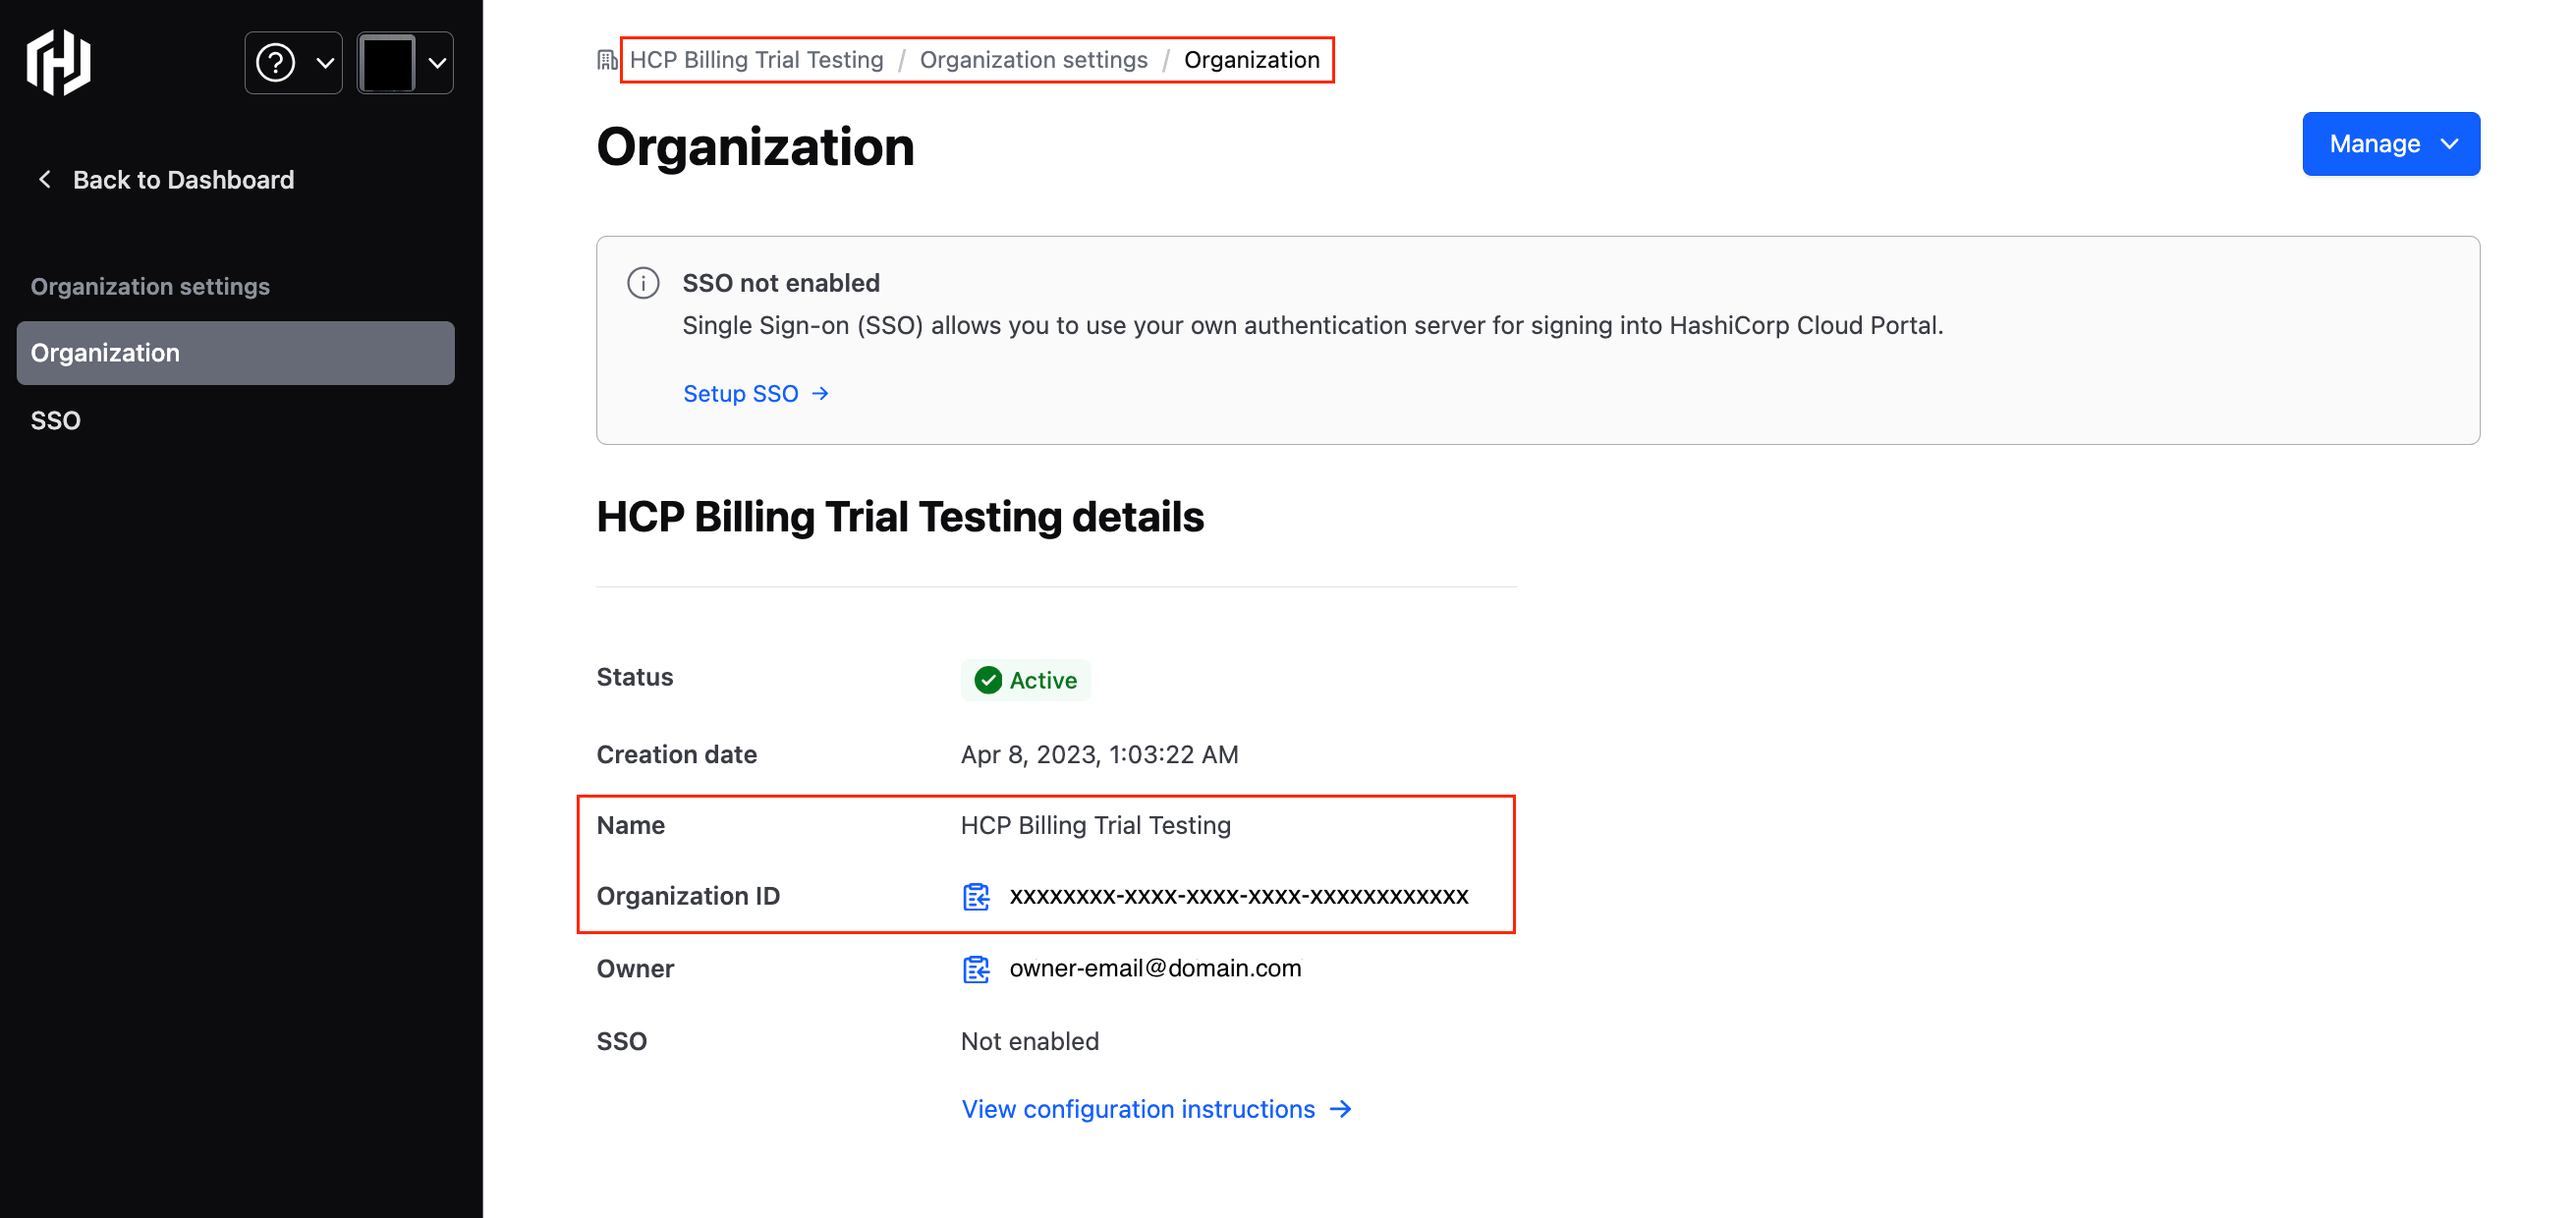 HCP Billing Trial Testing / Organization settings / Organization
Back to Dashboard
Organization settings
Organization
SSO
Organization
Manage
SSO not enabled
Single Sign-on (SSO) allows you to use your own authentication server for signing into HashiCorp Cloud Portal.
Setup SSO →
HCP Billing Trial Testing details
Status Active
Creation date Apr 8, 2023, 1:03:22 AM
Name HCP Billing Trial Testing
Organization ID xxxxxxxx-xxxx-xxxx-xxxx-xxxxxxxxxxxx
Owner owner-email@domain.com
SSO Not enabled
View configuration instructions →